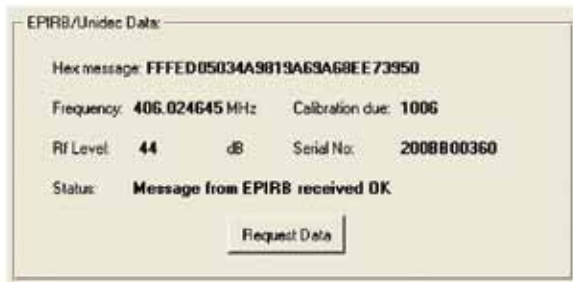 EPIRB/Unidec Data:
Hex message: FFFED05034A9819A69A68EE73950
Frequency: 406.024645 MHz Calibration due: 1006
Rf Level: 44 dB Serial No: 2008800360
Status: Message from EPIRB received OK
Request Data